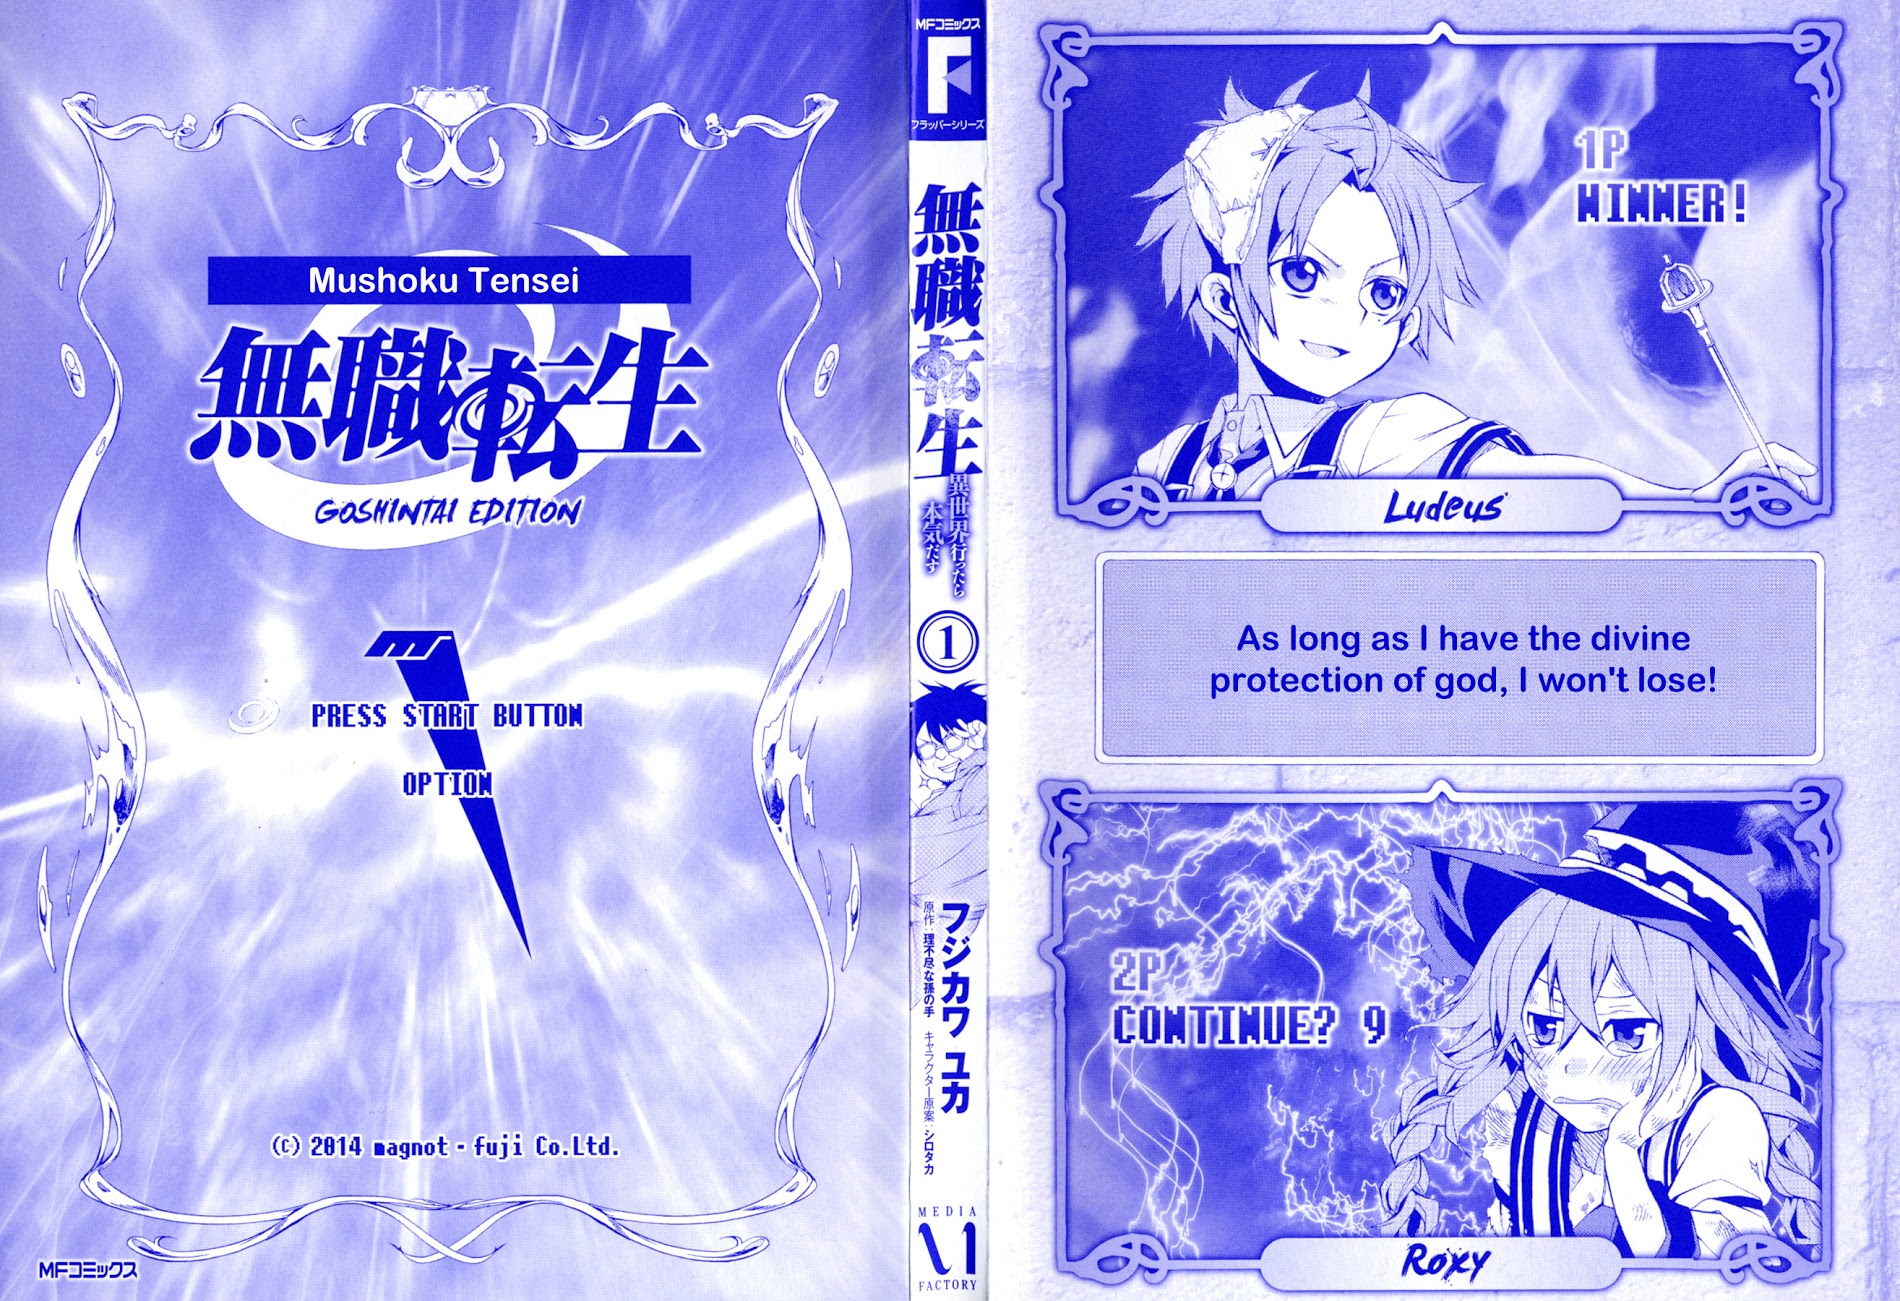 Mushoku Tensei
無職転生
GOSHINTAI EDITION
PRESS START BUTTON
OPTION
(C) 2014 magnot - fuji Co.Ltd.
MFコミックス
MFコミックス
F
フラッパーシリーズ
無職転生
異世界行ったら
本気だす
1
フジカワ ユカ
原作:理不尽な孫の手 キャラクター原案:シロタカ
MEDIA
FACTORY
1P
WINNER!
Ludeus
As long as I have the divine
protection of god, I won't lose!
2P
CONTINUE? 9
Roxy